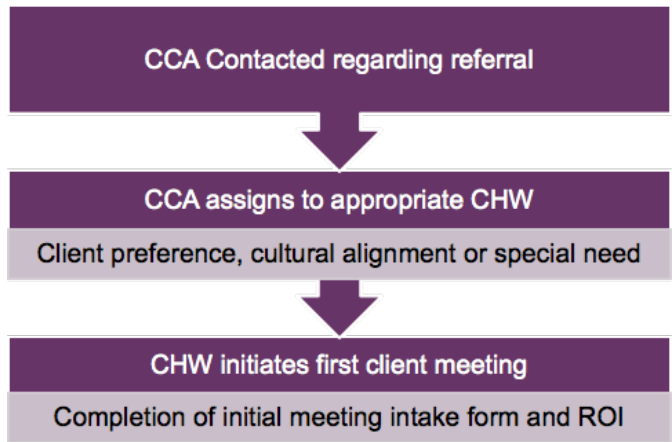 CCA Contacted regarding referral
CCA assigns to appropriate CHW
Client preference, cultural alignment or special need
CHW initiates first client meeting
Completion of initial meeting intake form and ROI